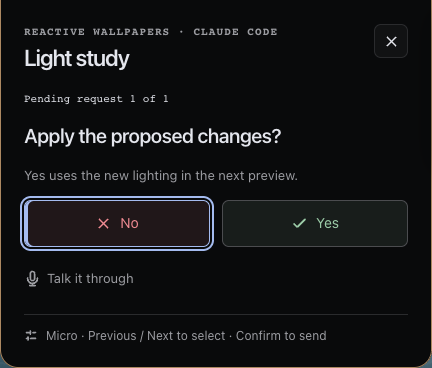 REACTIVE WALLPAPERS · CLAUDE CODE
Light study
Pending request 1 of 1
Apply the proposed changes?
Yes uses the new lighting in the next preview.
No
Yes
Talk it through
Micro · Previous / Next to select · Confirm to send